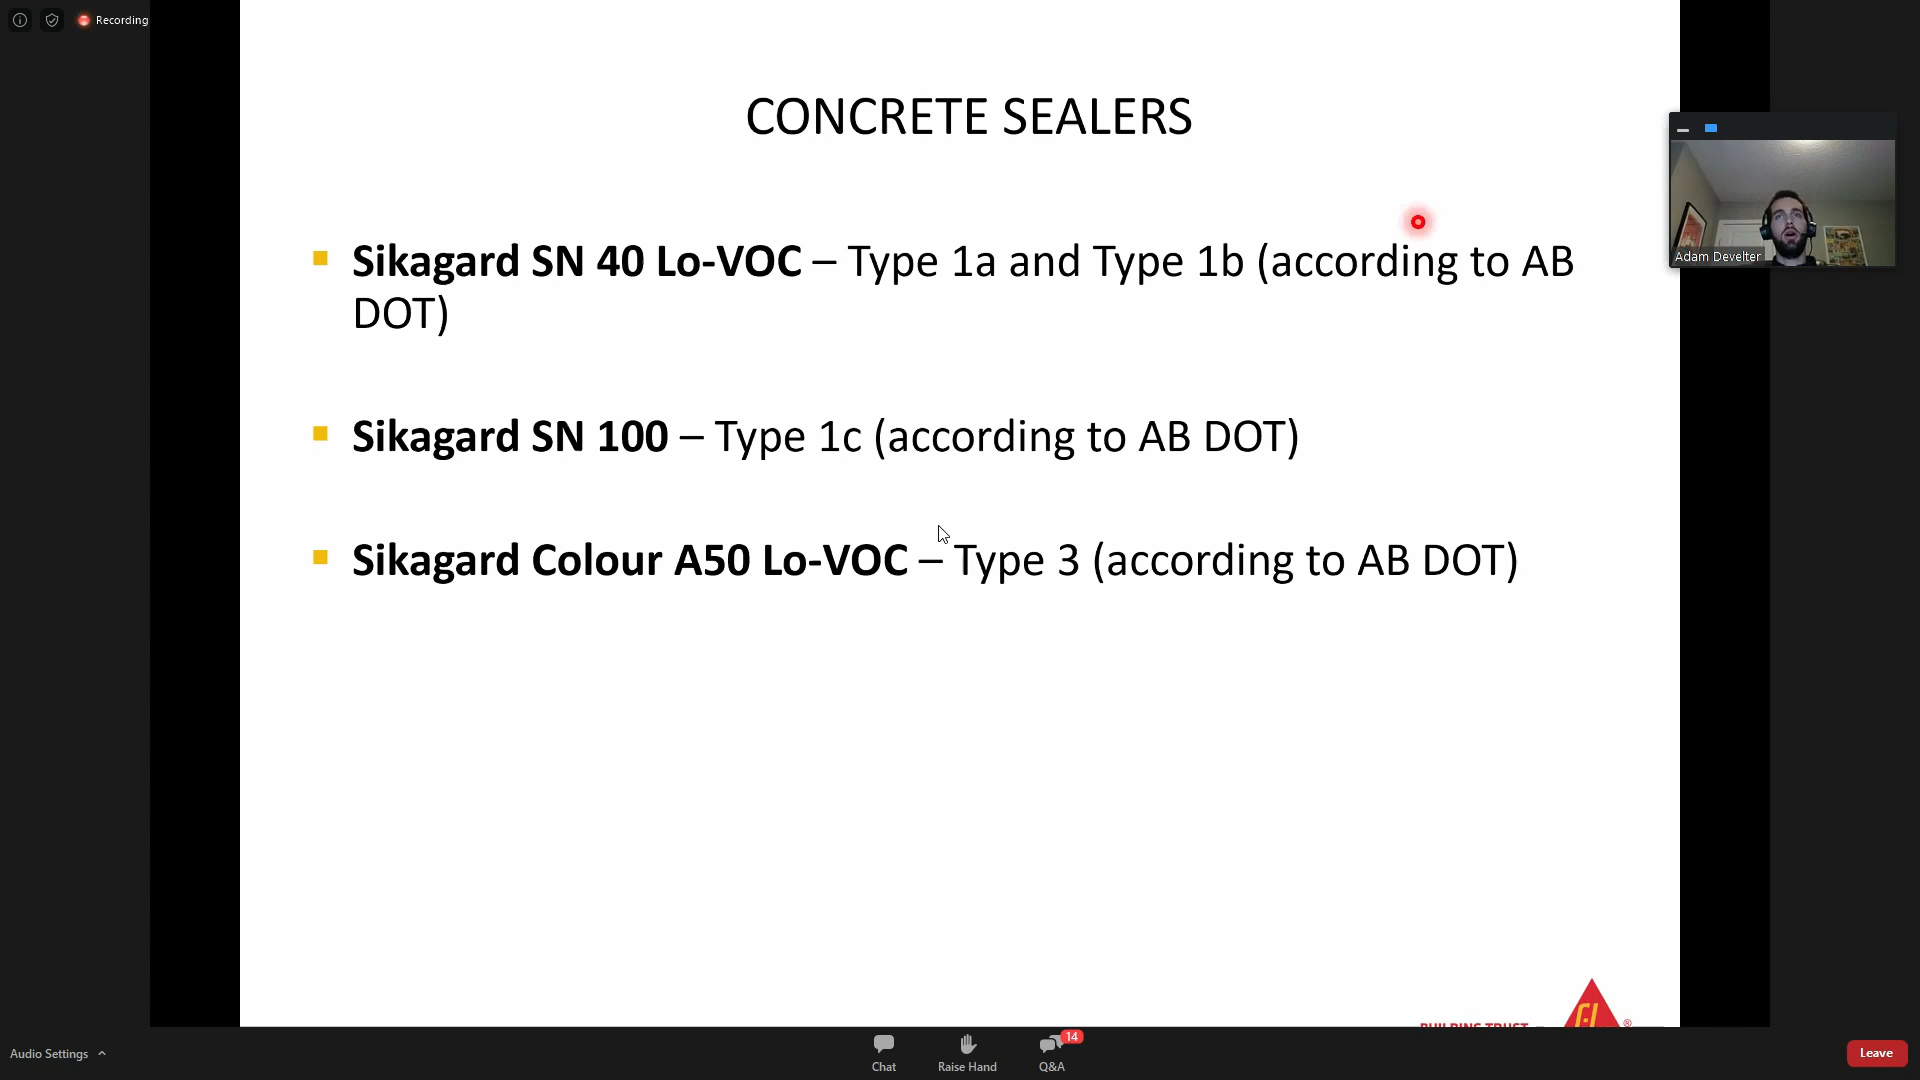 Recording
CONCRETE SEALERS
Sikagard SN 40 Lo-VOC – Type 1a and Type 1b (according to AB
DOT)
Adam Develter
Sikagard SN 100 – Type 1c (according to AB DOT)
Sikagard Colour A50 Lo-VOC – Type 3 (according to AB DOT)
BUILDING TRUST
®
Audio Settings
Chat
Raise Hand
14
Q&A
Leave